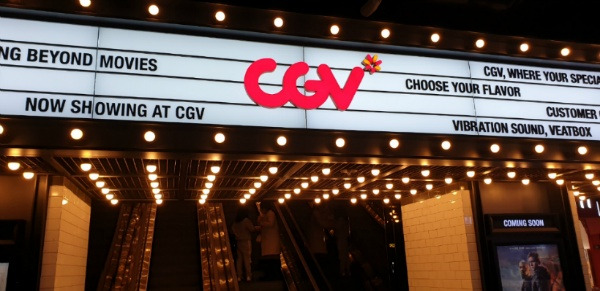 NG BEYOND MOVIES
NOW SHOWING AT CGV
CGV
CGV, WHERE YOUR SPECIA
CHOOSE YOUR FLAVOR
CUSTOMER
VIBRATION SOUND, VEATBOX
COMING SOON